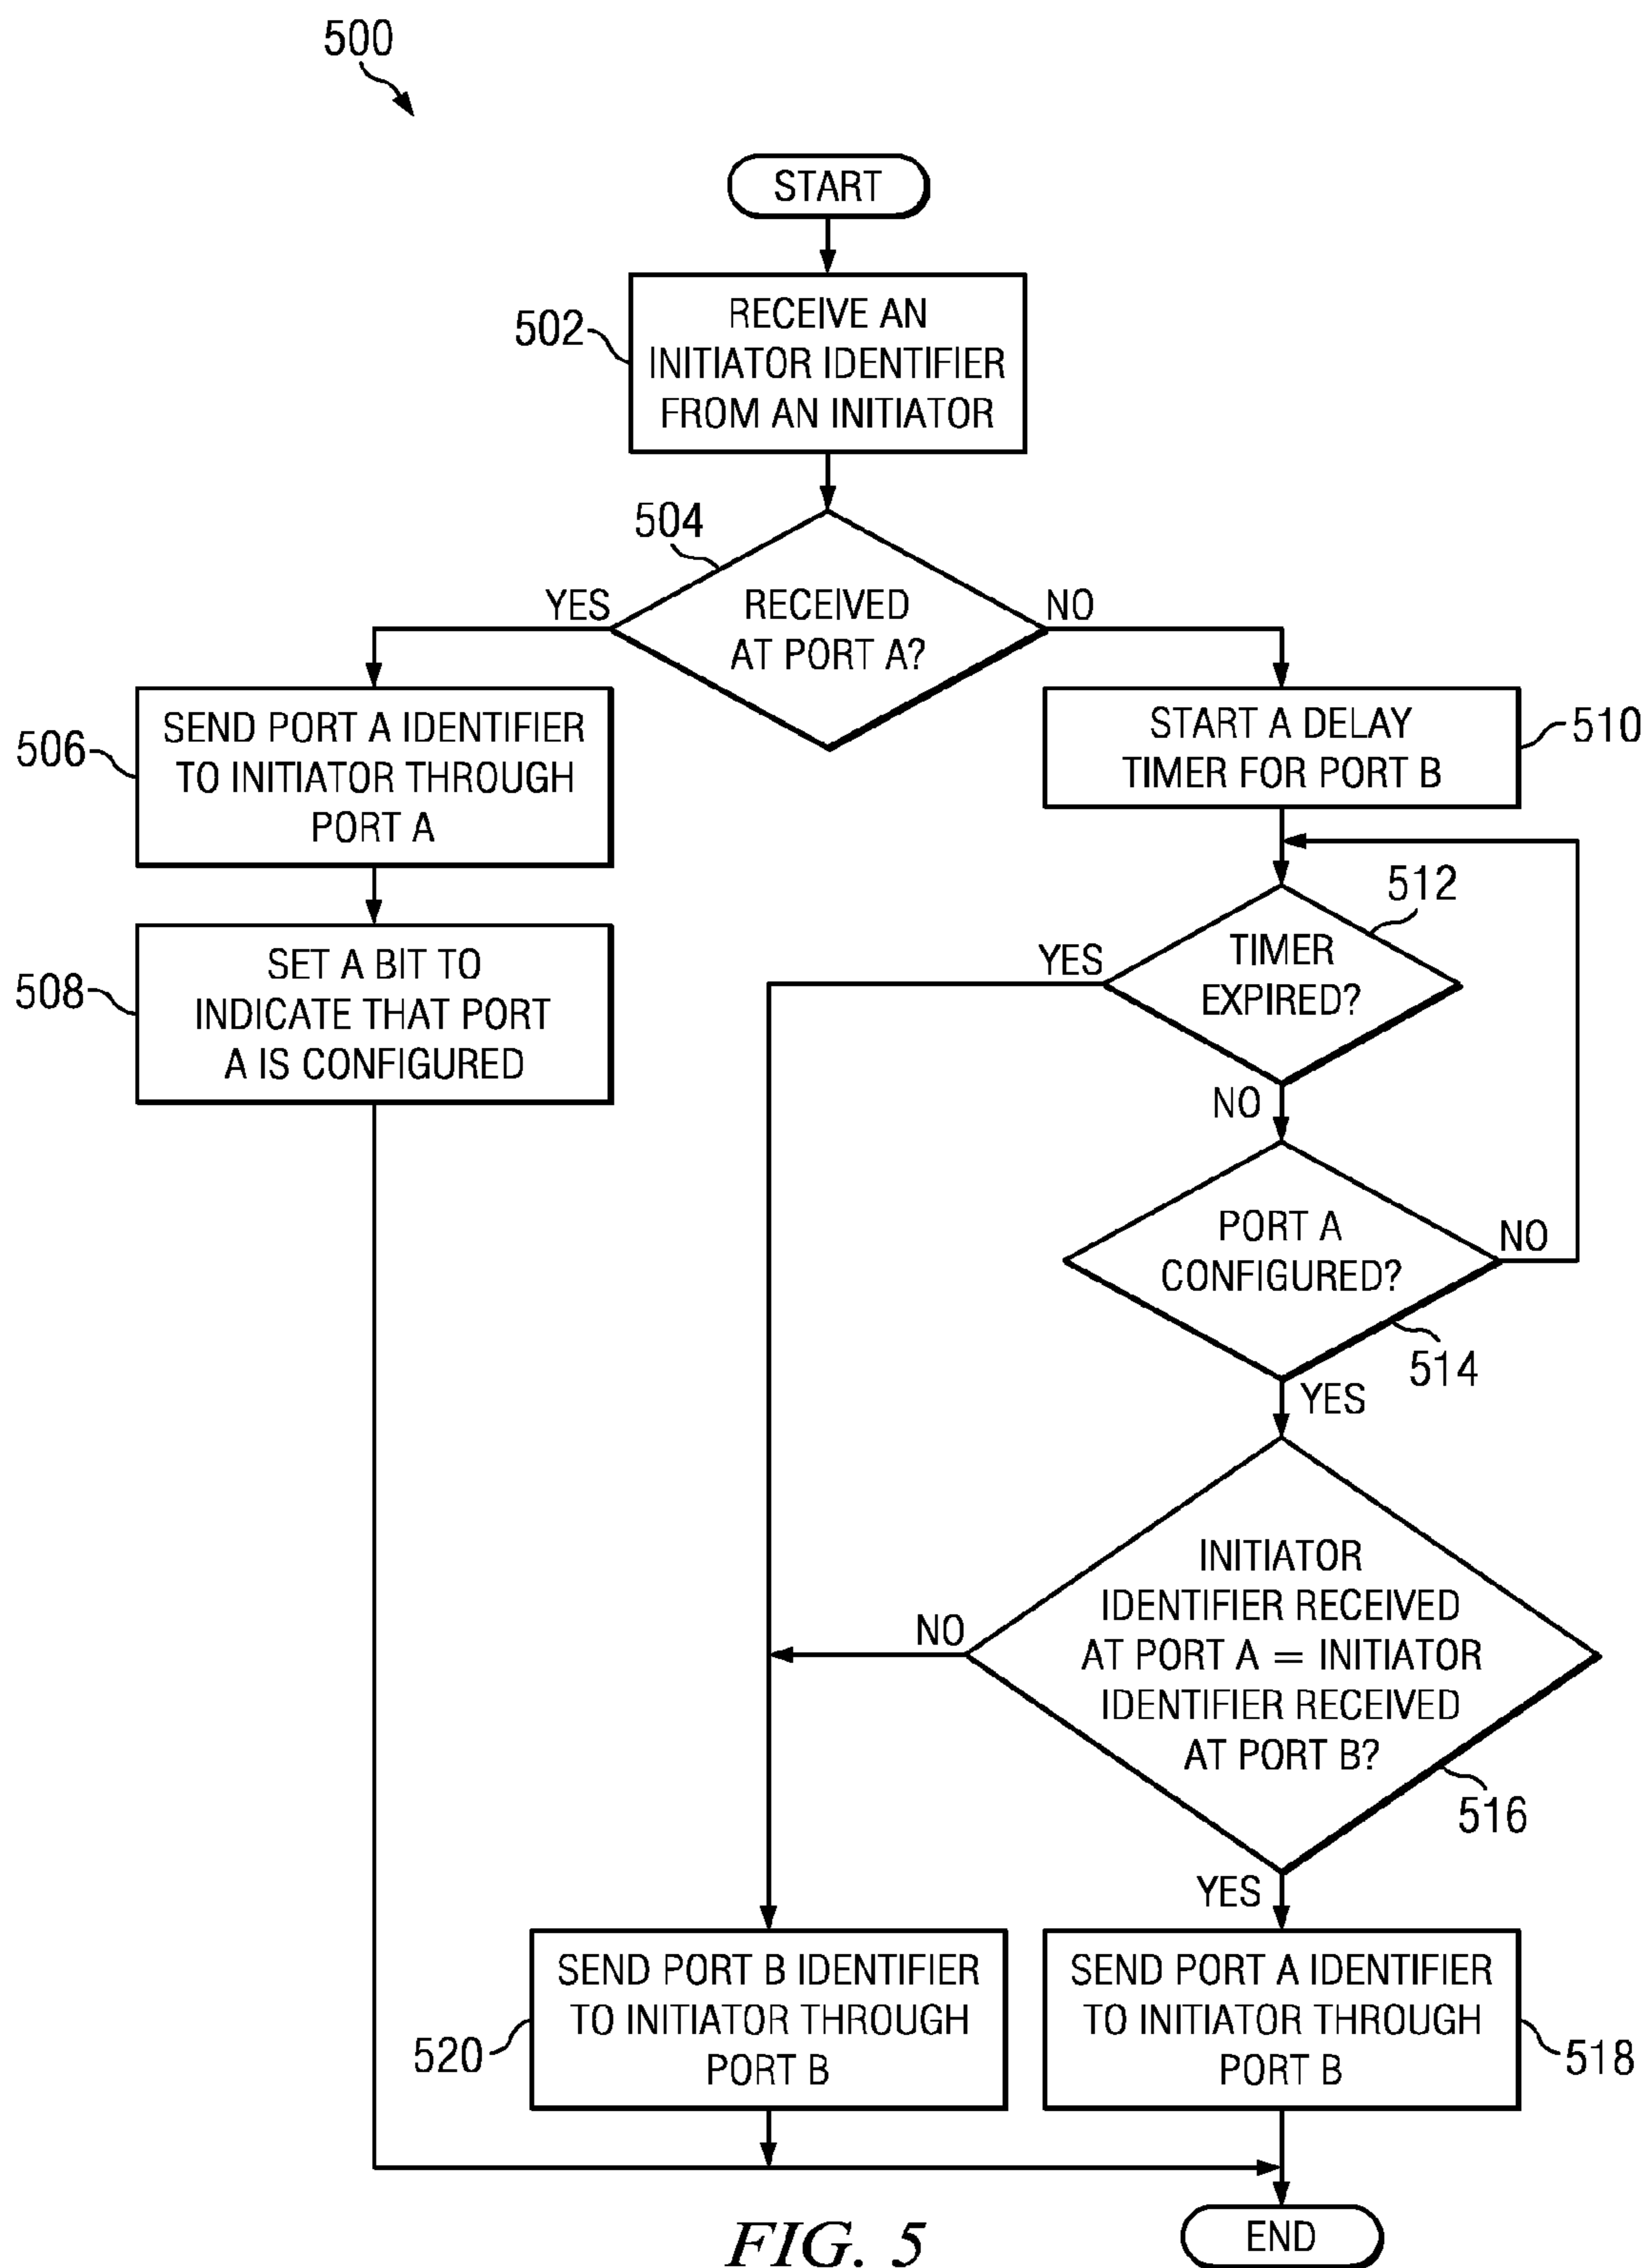 500
START
502
RECEIVE AN
INITIATOR IDENTIFIER
FROM AN INITIATOR
504
YES
RECEIVED
AT PORT A?
NO
506
SEND PORT A IDENTIFIER
TO INITIATOR THROUGH
PORT A
START A DELAY
TIMER FOR PORT B
510
508
SET A BIT TO
INDICATE THAT PORT
A IS CONFIGURED
512
YES
TIMER
EXPIRED?
NO
PORT A
CONFIGURED?
NO
514
YES
INITIATOR
IDENTIFIER RECEIVED
AT PORT A = INITIATOR
IDENTIFIER RECEIVED
AT PORT B?
NO
516
YES
520
SEND PORT B IDENTIFIER
TO INITIATOR THROUGH
PORT B
SEND PORT A IDENTIFIER
TO INITIATOR THROUGH
PORT B
518
END
FIG. 5